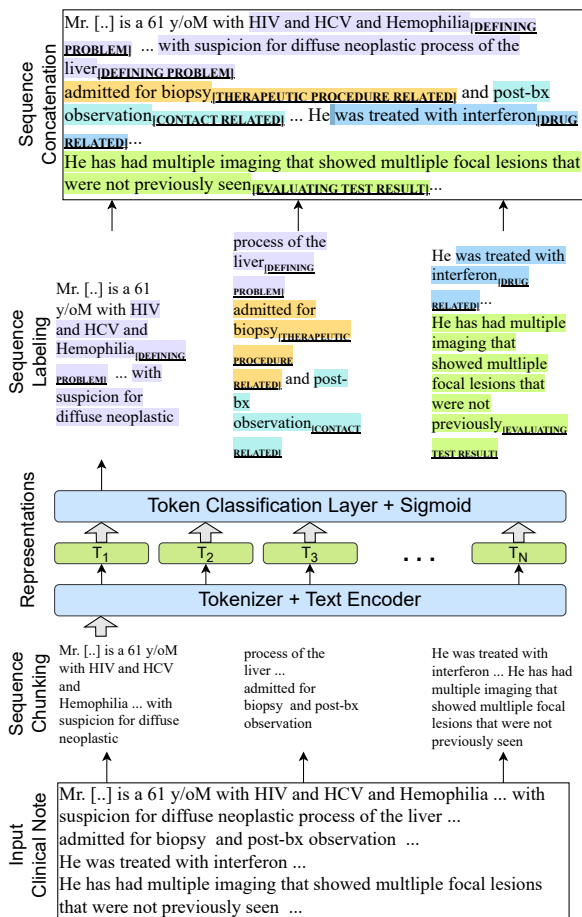 Sequence
Concatenation
Mr. [..] is a 61 y/oM with HIV and HCV and Hemophilia[DEFINING
PROBLEM] ... with suspicion for diffuse neoplastic process of the
liver[DEFINING PROBLEM]
admitted for biopsy[THERAPEUTIC PROCEDURE RELATED] and post-bx
observation[CONTACT RELATED] ... He was treated with interferon[DRUG
RELATED]...
He has had multiple imaging that showed multliple focal lesions that
were not previously seen[EVALUATING TEST RESULT]...
Sequence
Labeling
Mr. [..] is a 61
y/oM with HIV
and HCV and
Hemophilia[DEFINING
PROBLEM] ... with
suspicion for
diffuse neoplastic
process of the
liver[DEFINING
PROBLEM]
admitted for
biopsy[THERAPEUTIC
PROCEDURE
RELATED] and post-
bx
observation[CONTACT
RELATED]
He was treated with
interferon[DRUG
RELATED]...
He has had multiple
imaging that
showed multliple
focal lesions that
were not
previously[EVALUATING
TEST RESULT]
Representations
Token Classification Layer + Sigmoid
T1 T2 T3 . . . TN
Tokenizer + Text Encoder
Sequence
Chunking
Mr. [..] is a 61 y/oM
with HIV and HCV
and
Hemophilia ... with
suspicion for diffuse
neoplastic
process of the
liver ...
admitted for
biopsy and post-bx
observation
He was treated with
interferon ... He has had
multiple imaging that
showed multliple focal
lesions that were not
previously seen
Input
Clinical Note
Mr. [..] is a 61 y/oM with HIV and HCV and Hemophilia ... with
suspicion for diffuse neoplastic process of the liver ...
admitted for biopsy and post-bx observation ...
He was treated with interferon ...
He has had multiple imaging that showed multliple focal lesions
that were not previously seen ...